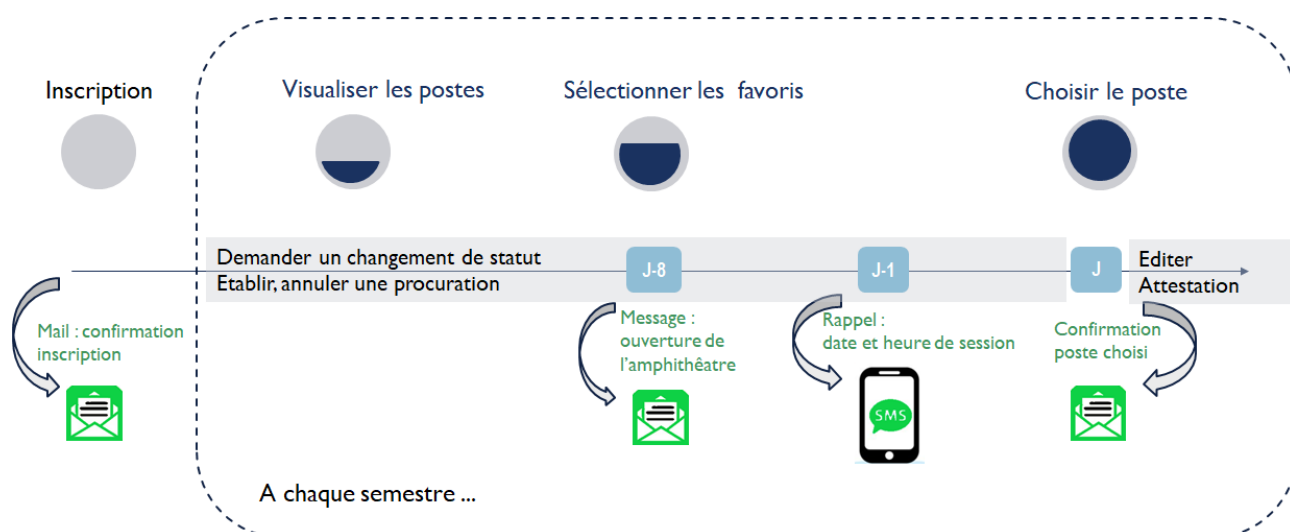 Inscription
Visualiser les postes
Sélectionner les favoris
Choisir le poste
Demander un changement de statut
Etablir, annuler une procuration
J-8
J-1
J
Editer
Attestation
Mail : confirmation
inscription
Message :
ouverture de
l'amphithêatre
Rappel :
date et heure de session
Confirmation
poste choisi
SMS
A chaque semestre ...